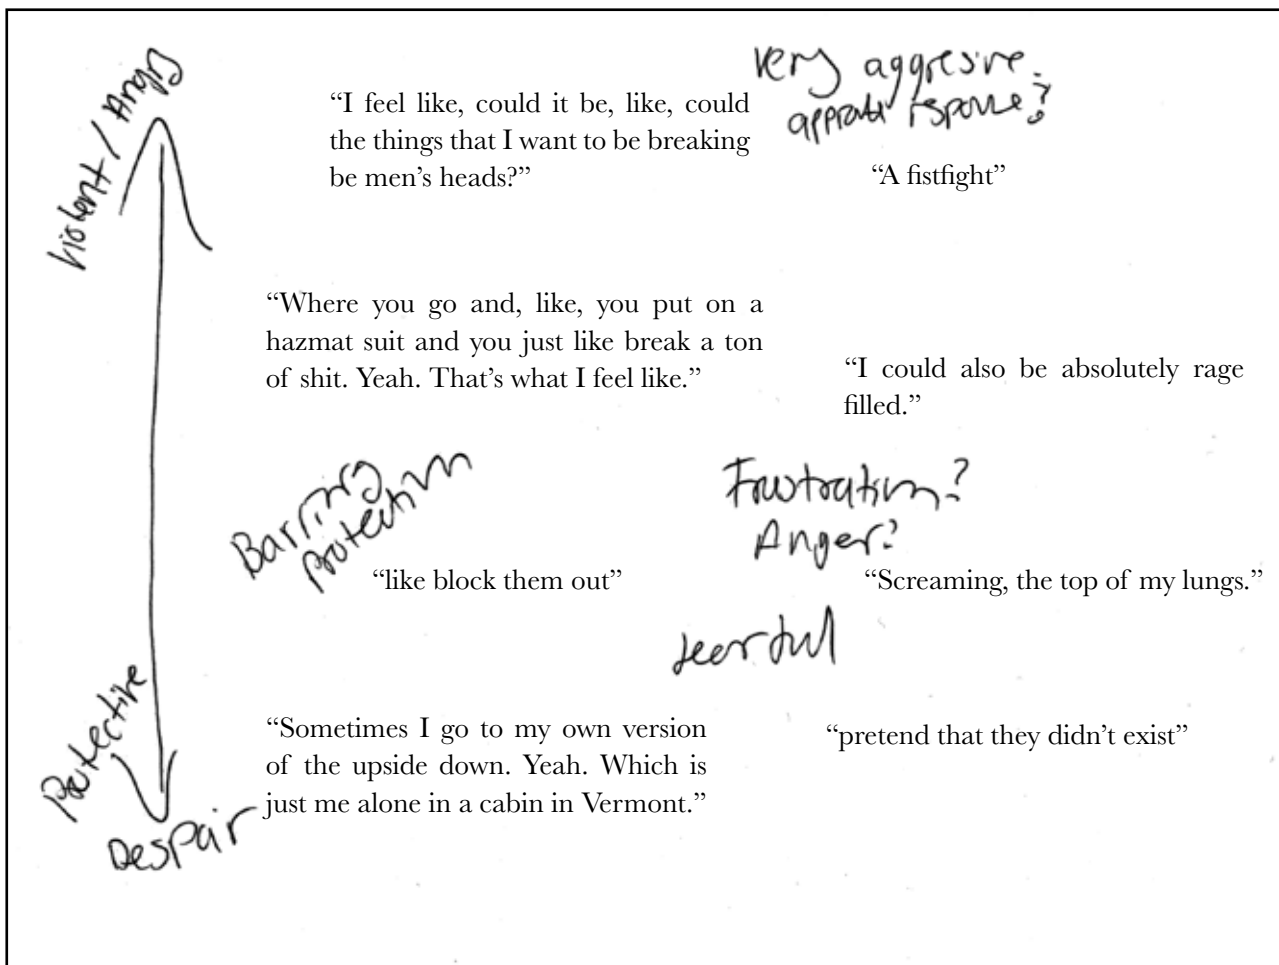 Violent / Angry
very aggresive.
response?
“I feel like, could it be, like, could
the things that I want to be breaking
be men’s heads?”
“A fistfight”
“Where you go and, like, you put on a
hazmat suit and you just like break a ton
of shit. Yeah. That’s what I feel like.”
“I could also be absolutely rage
filled.”
Barring
protection
“like block them out”
Frustration?
Anger?
“Screaming, the top of my lungs.”
Protective
“Sometimes I go to my own version
of the upside down. Yeah. Which is
just me alone in a cabin in Vermont.”
“pretend that they didn’t exist”
Despair